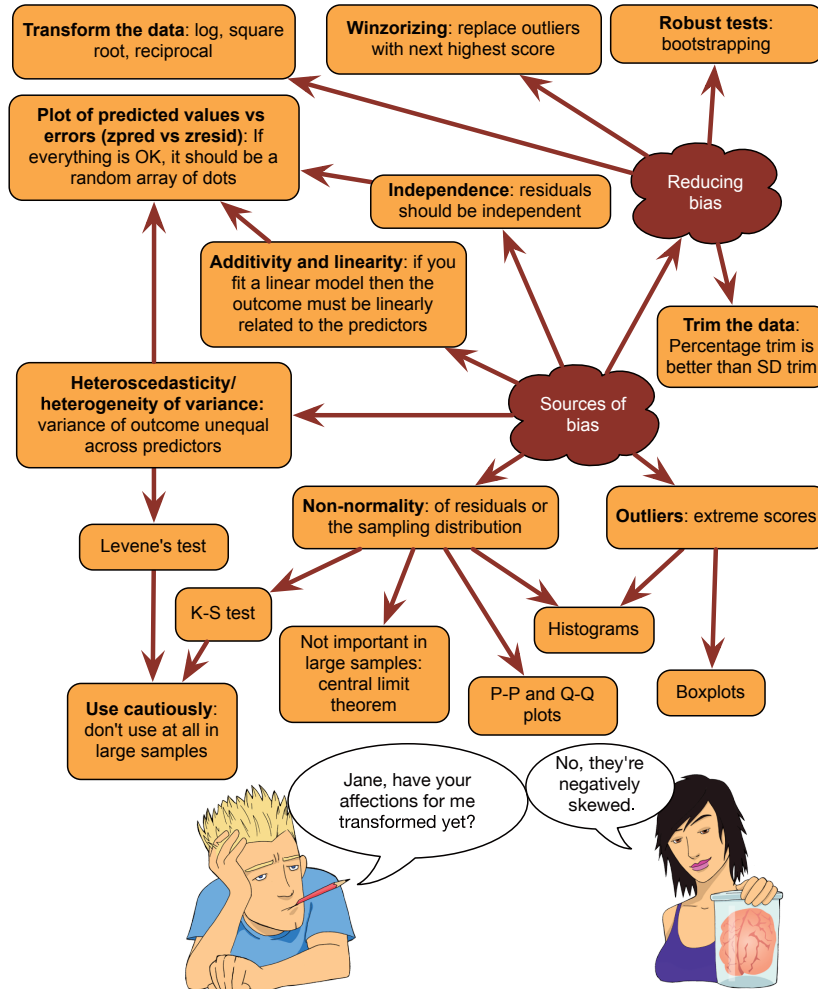 Transform the data: log, square
root, reciprocal
Winzorizing: replace outliers
with next highest score
Robust tests:
bootstrapping
Plot of predicted values vs
errors (zpred vs zresid): If
everything is OK, it should be a
random array of dots
Independence: residuals
should be independent
Reducing
bias
Additivity and linearity: if you
fit a linear model then the
outcome must be linearly
related to the predictors
Trim the data:
Percentage trim is
better than SD trim
Heteroscedasticity/
heterogeneity of variance:
variance of outcome unequal
across predictors
Sources of
bias
Non-normality: of residuals or
the sampling distribution
Outliers: extreme scores
Levene's test
K-S test
Not important in
large samples:
central limit
theorem
Histograms
P-P and Q-Q
plots
Boxplots
Use cautiously:
don't use at all in
large samples
Jane, have your
affections for me
transformed yet?
No, they're
negatively
skewed.